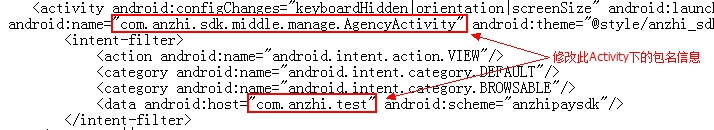 <activity android:configChanges="keyboardHidden|orientation|screenSize" android:launc
android:name="com.anzhi.sdk.middle.manage.AgencyActivity" android:theme="@style/anzhi_sd
<intent-filter>
<action android:name="android.intent.action.VIEW"/>
<category android:name="android.intent.category.DEFAULT"/>
<category android:name="android.intent.category.BROWSABLE"/>
<data android:host="com.anzhi.test" android:scheme="anzhipaysdk"/>
</intent-filter>
修改此Activity下的包名信息